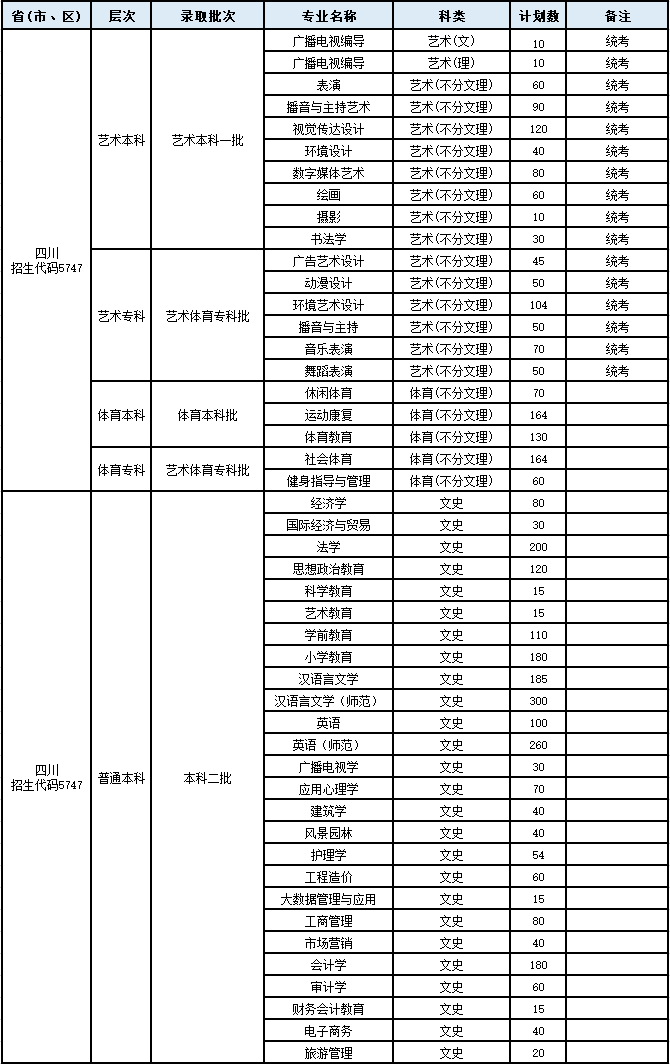 省(市、区) 层次 录取批次 专业名称 科类 计划数 备注
四川
招生代码5747
艺术本科 艺术本科一批
广播电视编导 艺术(文) 10 统考
广播电视编导 艺术(理) 10 统考
表演 艺术(不分文理) 60 统考
播音与主持艺术 艺术(不分文理) 90 统考
视觉传达设计 艺术(不分文理) 120 统考
环境设计 艺术(不分文理) 40 统考
数字媒体艺术 艺术(不分文理) 80 统考
绘画 艺术(不分文理) 60 统考
摄影 艺术(不分文理) 10 统考
书法学 艺术(不分文理) 30 统考
艺术专科 艺术体育专科批
广告艺术设计 艺术(不分文理) 45 统考
动漫设计 艺术(不分文理) 50 统考
环境艺术设计 艺术(不分文理) 104 统考
播音与主持 艺术(不分文理) 50 统考
音乐表演 艺术(不分文理) 70 统考
舞蹈表演 艺术(不分文理) 50 统考
体育本科 体育本科批
休闲体育 体育(不分文理) 70
运动康复 体育(不分文理) 164
体育教育 体育(不分文理) 130
体育专科 艺术体育专科批
社会体育 体育(不分文理) 164
健身指导与管理 体育(不分文理) 60
四川
招生代码5747
普通本科 本科二批
经济学 文史 80
国际经济与贸易 文史 30
法学 文史 200
思想政治教育 文史 120
科学教育 文史 15
艺术教育 文史 15
学前教育 文史 110
小学教育 文史 180
汉语言文学 文史 185
汉语言文学（师范） 文史 300
英语 文史 100
英语（师范） 文史 260
广播电视学 文史 30
应用心理学 文史 70
建筑学 文史 40
风景园林 文史 40
护理学 文史 54
工程造价 文史 60
大数据管理与应用 文史 15
工商管理 文史 80
市场营销 文史 40
会计学 文史 180
审计学 文史 60
财务会计教育 文史 15
电子商务 文史 40
旅游管理 文史 20